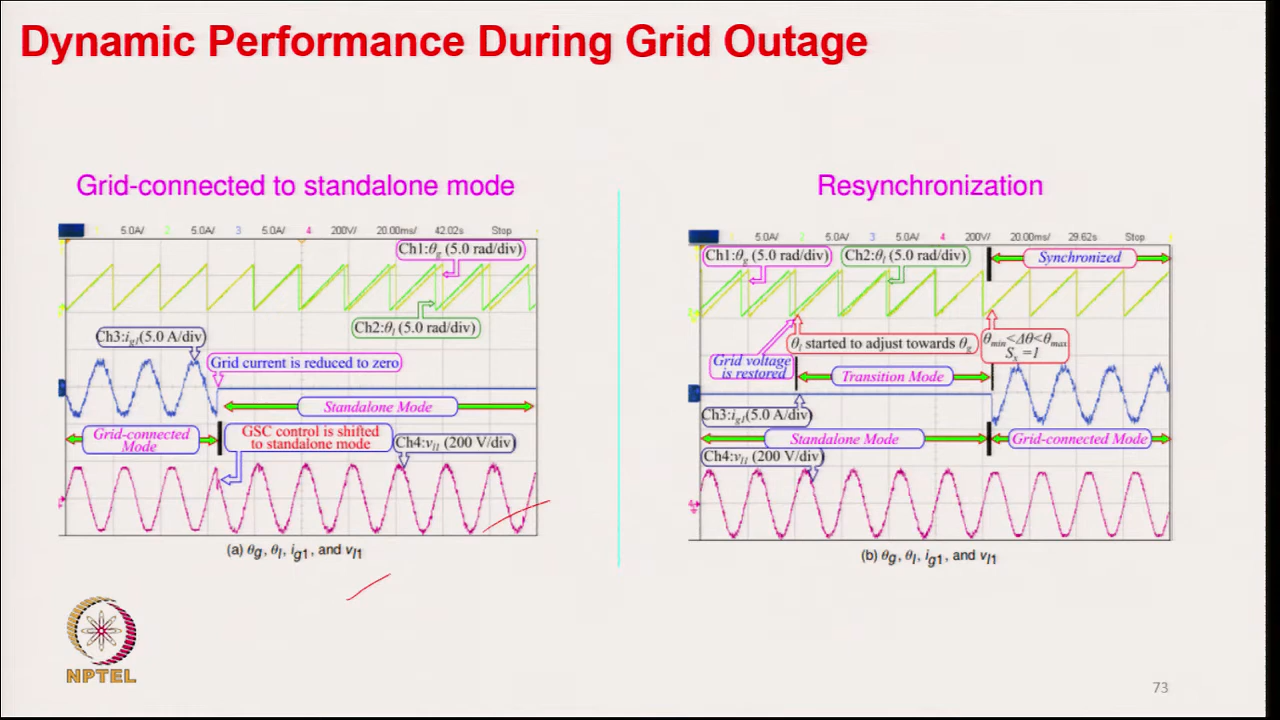 Dynamic Performance During Grid Outage
Grid-connected to standalone mode
5.0A/ 2 5.0A/ 3 5.0A/ 4 200V/ 20.00ms/ 42.02s Stop
Ch1:θg (5.0 rad/div)
Ch2:θl (5.0 rad/div)
Ch3:ig1(5.0 A/div)
Grid current is reduced to zero
Standalone Mode
Grid-connected
Mode
GSC control is shifted
to standalone mode
Ch4:vl1 (200 V/div)
(a) θg, θl, ig1, and vl1
Resynchronization
5.0A/ 2 5.0A/ 3 5.0A/ 4 200V/ 20.00ms/ 29.62s Stop
Ch1:θg (5.0 rad/div)
Ch2:θl (5.0 rad/div)
Synchronized
θl started to adjust towards θg
θmin<Δθ<θmax
Sx =1
Grid voltage
is restored
Transition Mode
Ch3:ig1(5.0 A/div)
Standalone Mode
Grid-connected Mode
Ch4:vl1 (200 V/div)
(b) θg, θl, ig1, and vl1
NPTEL
73